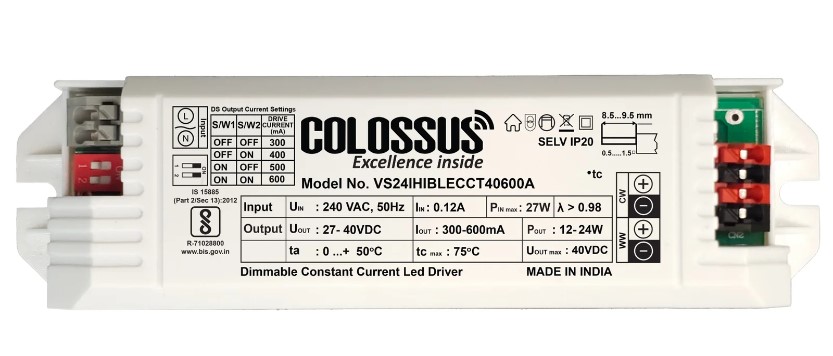 DS Output Current Settings
L
N
Input
S/W1 S/W2 DRIVE CURRENT (mA)
OFF OFF 300
OFF ON 400
ON OFF 500
ON ON 600
ON
1 2
IS 15885
(Part 2/Sec 13):2012
R-71028800
www.bis.gov.in
COLOSSUS
Excellence inside
Model No. VS24IHIBLECCT40600A
8.5...9.5 mm
0.5.....1.5
SELV IP20
•tc
Input UIN : 240 VAC, 50Hz IIN: 0.12A PIN max : 27W λ > 0.98
Output UOUT : 27- 40VDC IOUT : 300-600mA POUT : 12-24W
ta : 0 ...+ 50°C tc max : 75°C UOUT max : 40VDC
Dimmable Constant Current Led Driver MADE IN INDIA
CW + −
WW + −
CN2